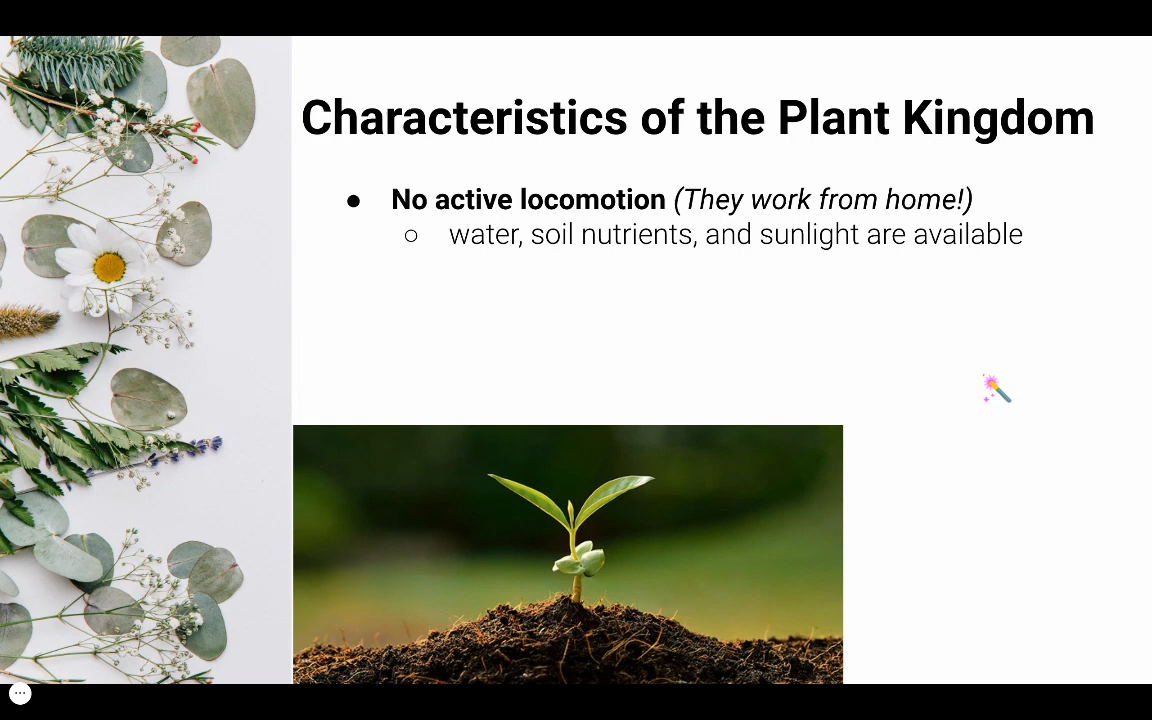 Characteristics of the Plant Kingdom
● No active locomotion (They work from home!)
○ water, soil nutrients, and sunlight are available